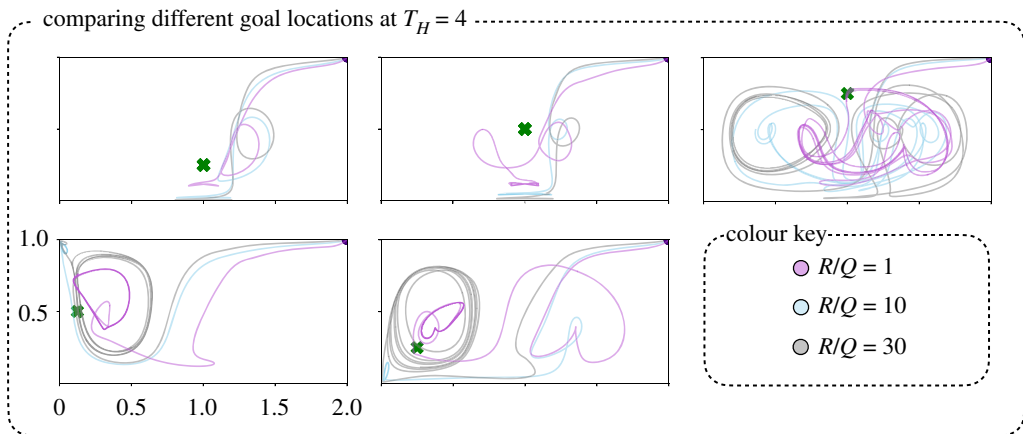 comparing different goal locations at T_H = 4
1.0
0.5
0 0.5 1.0 1.5 2.0
colour key
R/Q = 1
R/Q = 10
R/Q = 30